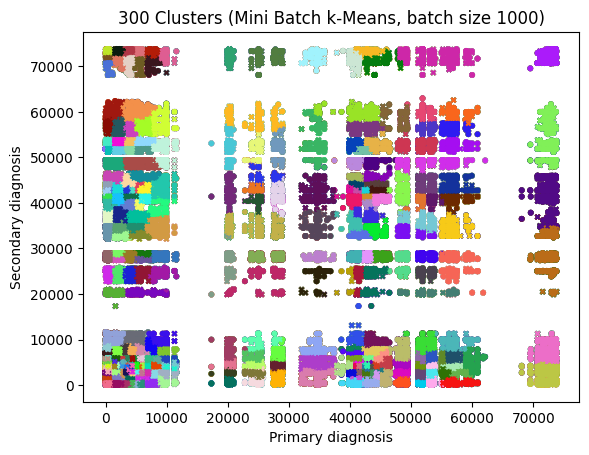 300 Clusters (Mini Batch k-Means, batch size 1000)
Secondary diagnosis
70000
60000
50000
40000
30000
20000
10000
0
0 10000 20000 30000 40000 50000 60000 70000
Primary diagnosis